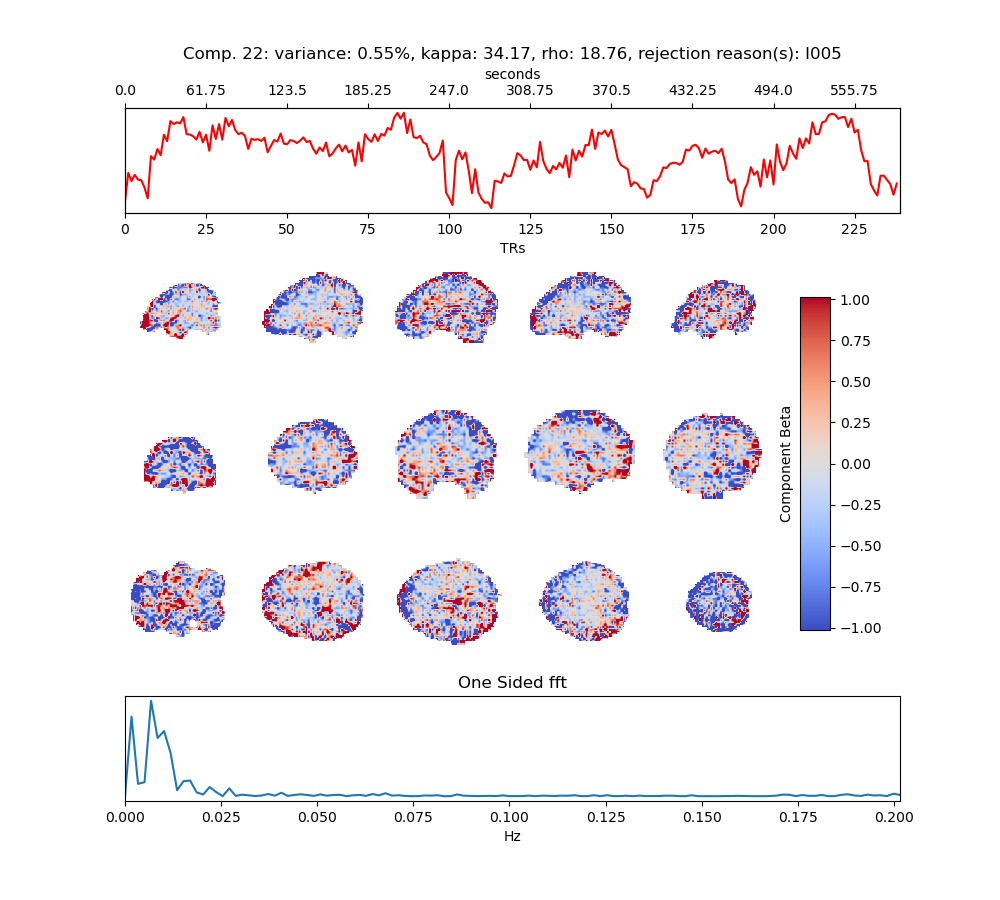 Comp. 22: variance: 0.55%, kappa: 34.17, rho: 18.76, rejection reason(s): I005
seconds
0.0 61.75 123.5 185.25 247.0 308.75 370.5 432.25 494.0 555.75
0 25 50 75 100 125 150 175 200 225
TRs
1.00
0.75
0.50
0.25
0.00
−0.25
−0.50
−0.75
−1.00
Component Beta
One Sided fft
0.000 0.025 0.050 0.075 0.100 0.125 0.150 0.175 0.200
Hz